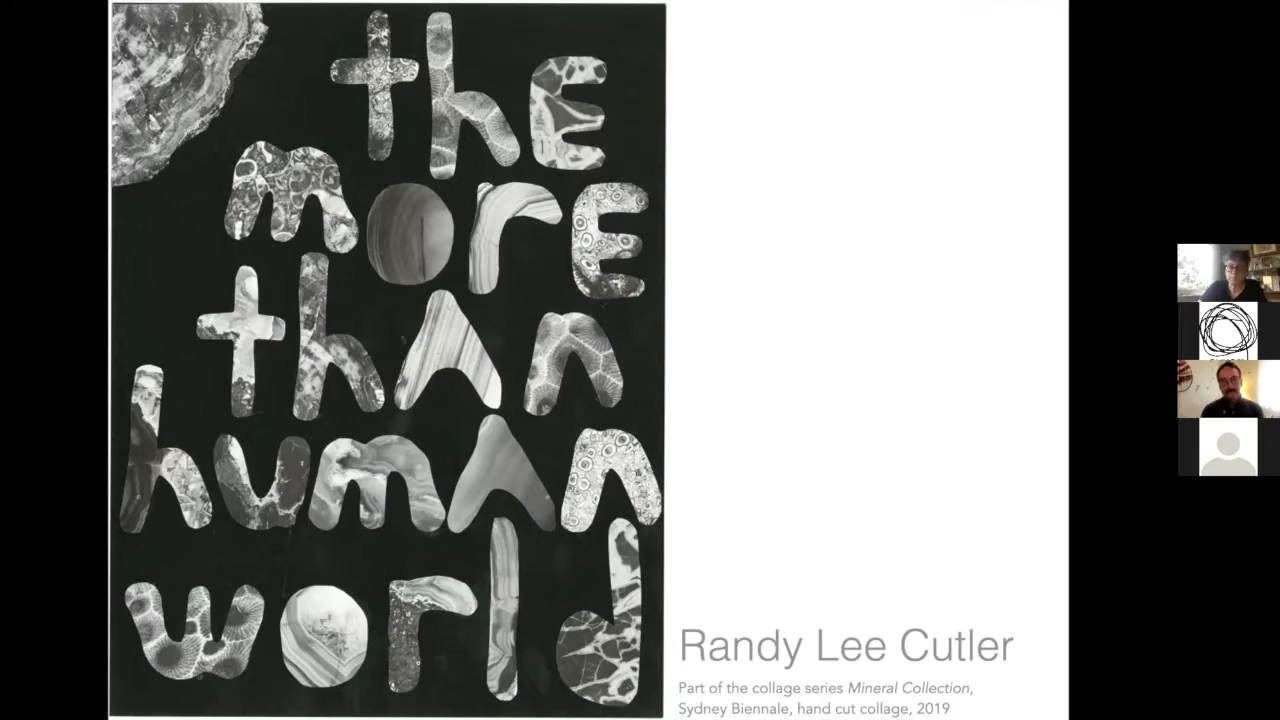 the
more
than
human
world
Randy Lee Cutler
Part of the collage series Mineral Collection,
Sydney Biennale, hand cut collage, 2019